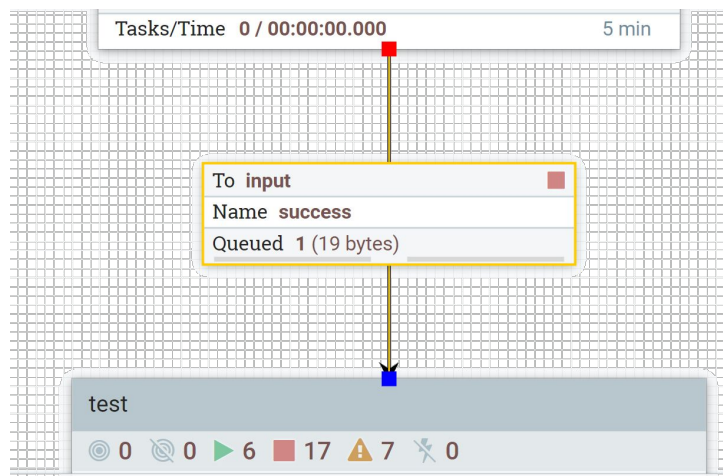 Tasks/Time 0 / 00:00:00.000 5 min
To input
Name success
Queued 1 (19 bytes)
test
0 0 6 17 7 0